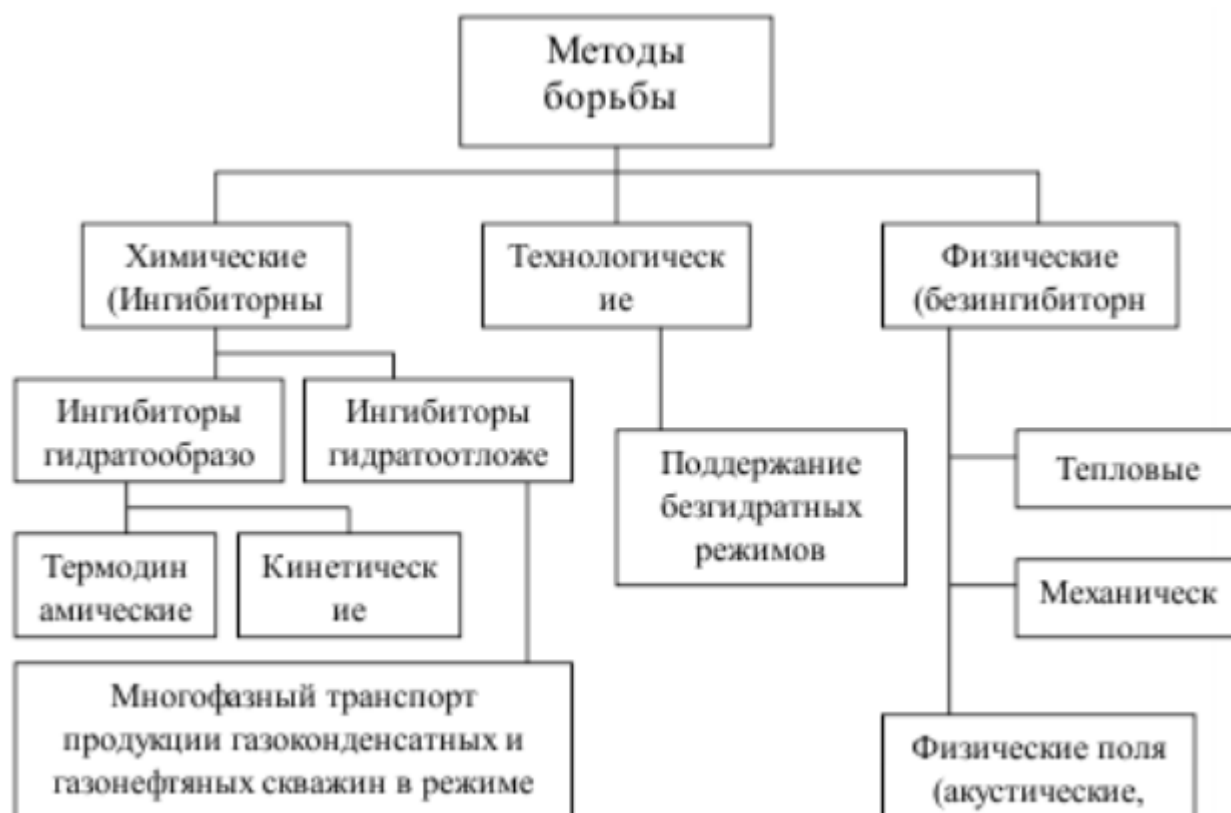 Методы
борьбы
Химические
(Ингибиторны
Технологическ
ие
Физические
(безингибиторн
Ингибиторы
гидратообразо
Ингибиторы
гидратоотложе
Поддержание
безгидратных
режимов
Тепловые
Термодин
амические
Кинетическ
ие
Механическ
Многофазный транспорт
продукции газоконденсатных и
газонефтяных скважин в режиме
Физические поля
(акустические,